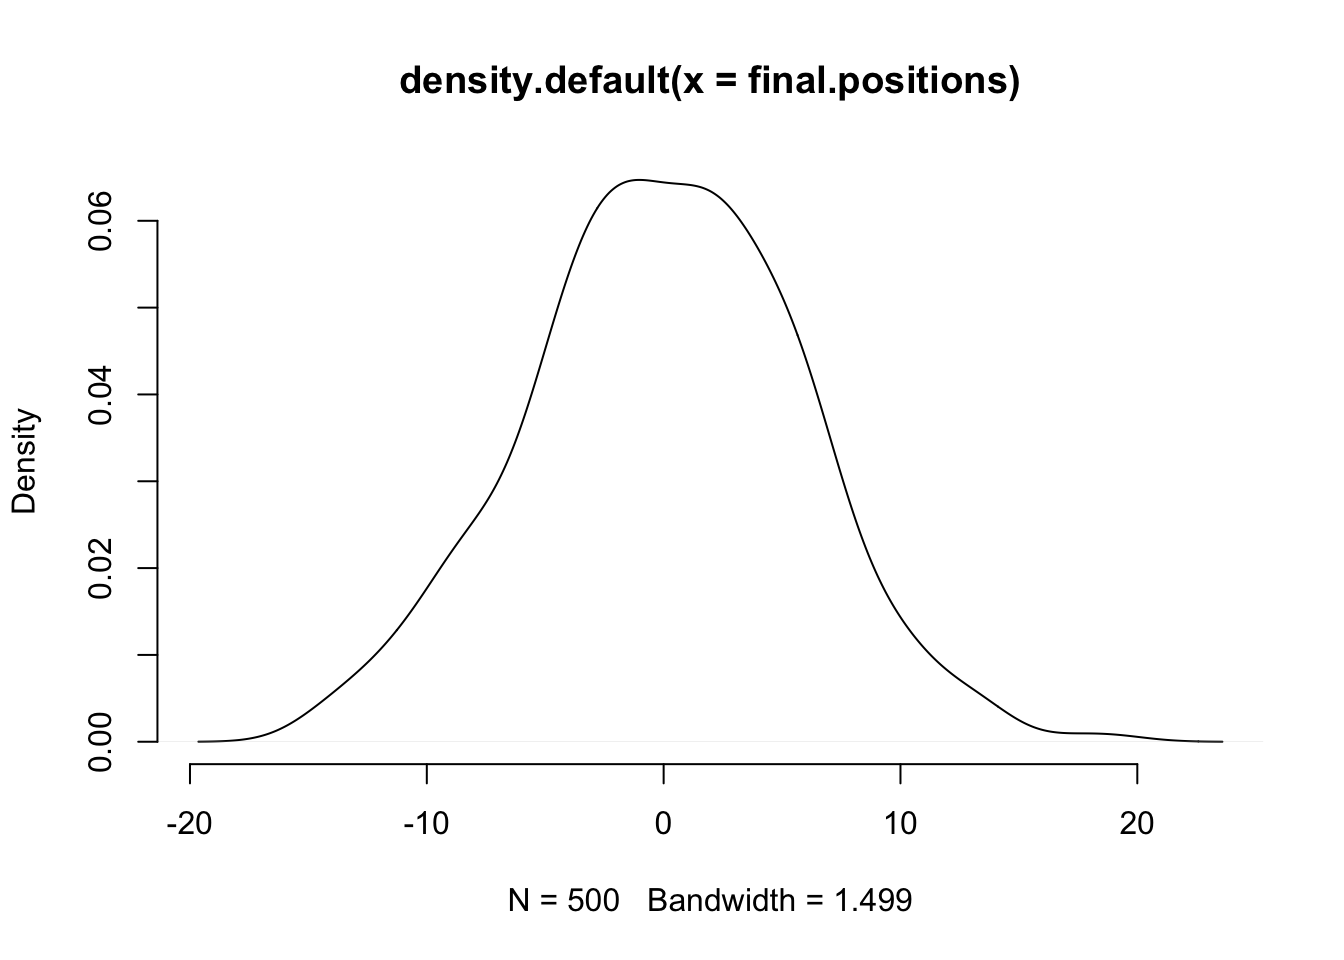 density.default(x = final.positions)
Density
0.06
0.04
0.02
0.00
-20 -10 0 10 20
N = 500 Bandwidth = 1.499